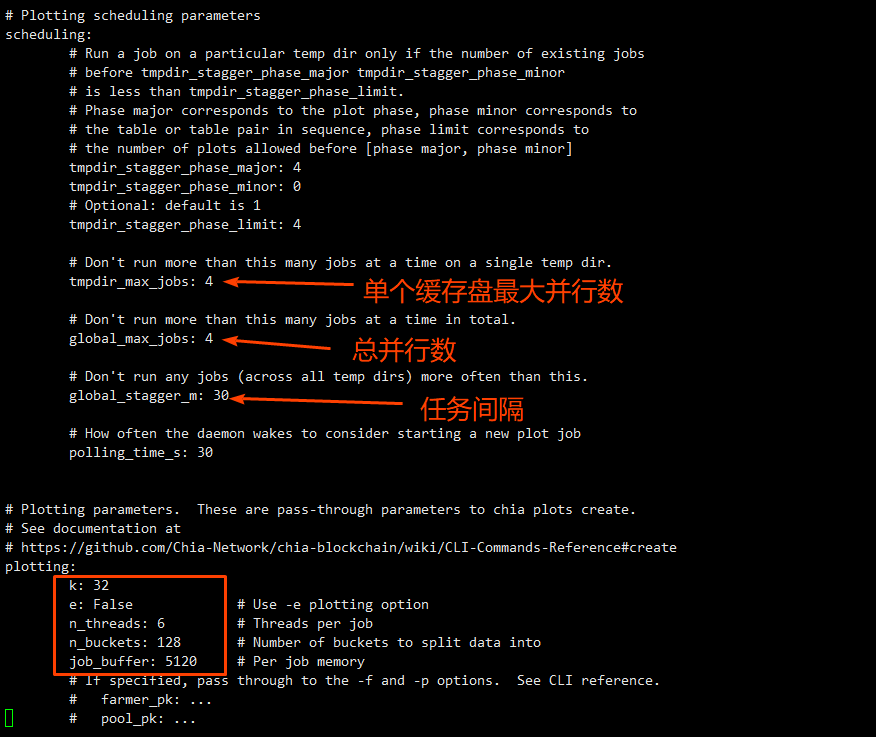 # Plotting scheduling parameters
scheduling:
# Run a job on a particular temp dir only if the number of existing jobs
# before tmpdir_stagger_phase_major tmpdir_stagger_phase_minor
# is less than tmpdir_stagger_phase_limit.
# Phase major corresponds to the plot phase, phase minor corresponds to
# the table or table pair in sequence, phase limit corresponds to
# the number of plots allowed before [phase major, phase minor]
tmpdir_stagger_phase_major: 4
tmpdir_stagger_phase_minor: 0
# Optional: default is 1
tmpdir_stagger_phase_limit: 4
# Don't run more than this many jobs at a time on a single temp dir.
tmpdir_max_jobs: 4 单个缓存盘最大并行数
# Don't run more than this many jobs at a time in total.
global_max_jobs: 4 总并行数
# Don't run any jobs (across all temp dirs) more often than this.
global_stagger_m: 30 任务间隔
# How often the daemon wakes to consider starting a new plot job
polling_time_s: 30
# Plotting parameters.  These are pass-through parameters to chia plots create.
# See documentation at
# https://github.com/Chia-Network/chia-blockchain/wiki/CLI-Commands-Reference#create
plotting:
k: 32
e: False # Use -e plotting option
n_threads: 6 # Threads per job
n_buckets: 128 # Number of buckets to split data into
job_buffer: 5120 # Per job memory
# If specified, pass through to the -f and -p options.  See CLI reference.
#   farmer_pk: ...
#   pool_pk: ...